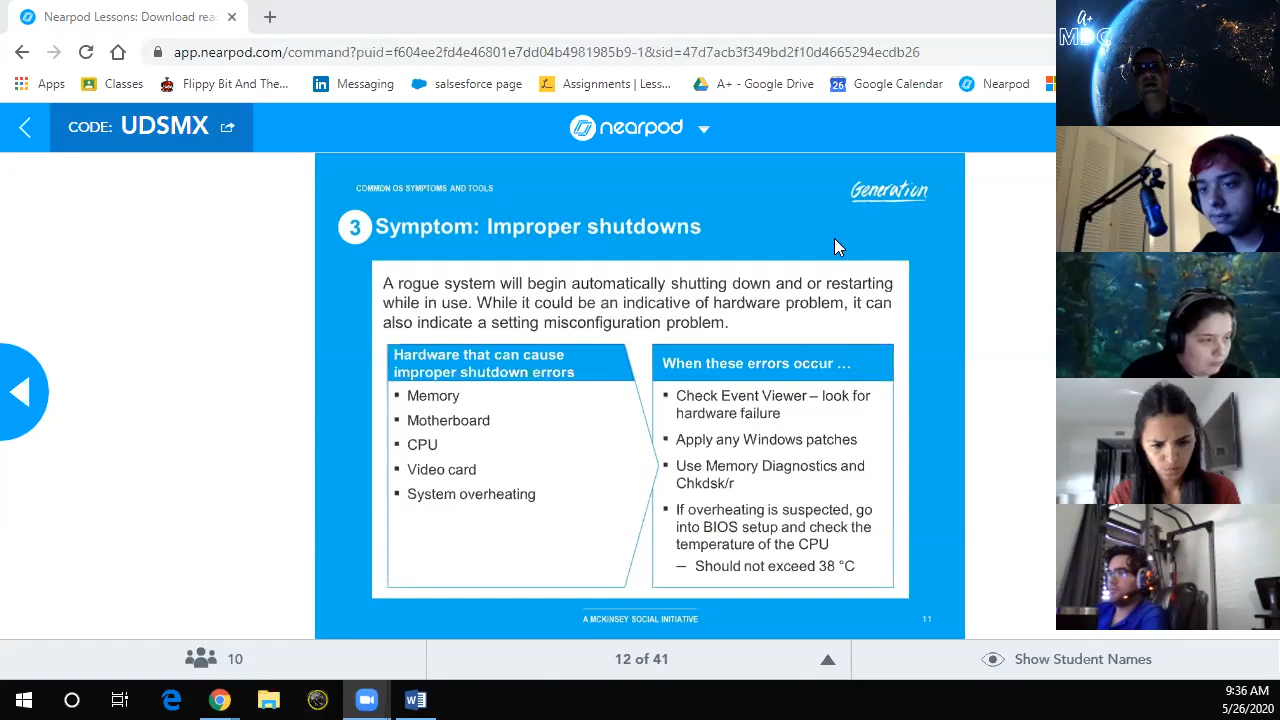 Nearpod Lessons: Download rea
app.nearpod.com/command?puid=f604ee2fd4e46801e7dd04b4981985b9-1&sid=47d7acb3f349bd2f10d4665294ecdb26
Apps
Classes
Flippy Bit And The...
Messaging
salsesforce page
Assignments | Less...
A+ - Google Drive
26
Google Calendar
Nearpod
CODE: UDSMX
nearpod
COMMON OS SYMPTOMS AND TOOLS
Generation
3 Symptom: Improper shutdowns
A rogue system will begin automatically shutting down and or restarting
while in use. While it could be an indicative of hardware problem, it can
also indicate a setting misconfiguration problem.
Hardware that can cause
improper shutdown errors
▪ Memory
▪ Motherboard
▪ CPU
▪ Video card
▪ System overheating
When these errors occur …
▪ Check Event Viewer – look for
hardware failure
▪ Apply any Windows patches
▪ Use Memory Diagnostics and
Chkdsk/r
▪ If overheating is suspected, go
into BIOS setup and check the
temperature of the CPU
– Should not exceed 38 °C
A MCKINSEY SOCIAL INITIATIVE
11
10
12 of 41
Show Student Names
A+
MDC
9:36 AM
5/26/2020